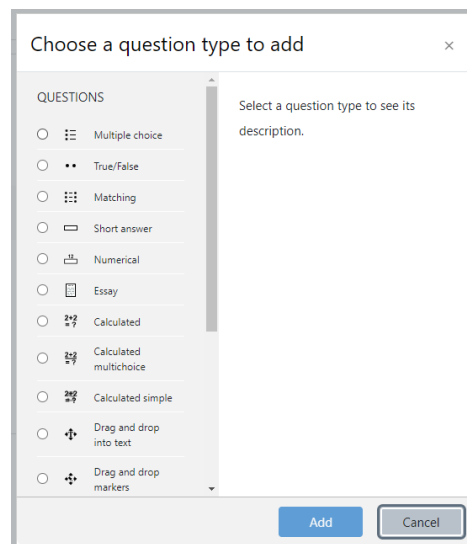 Choose a question type to add ×
QUESTIONS
Multiple choice
True/False
Matching
Short answer
12
Numerical
Essay
2+2
= ?
Calculated
2+2
= ?
Calculated
multichoice
2+2
= ?
Calculated simple
Drag and drop
into text
Drag and drop
markers
Select a question type to see its
description.
Add
Cancel